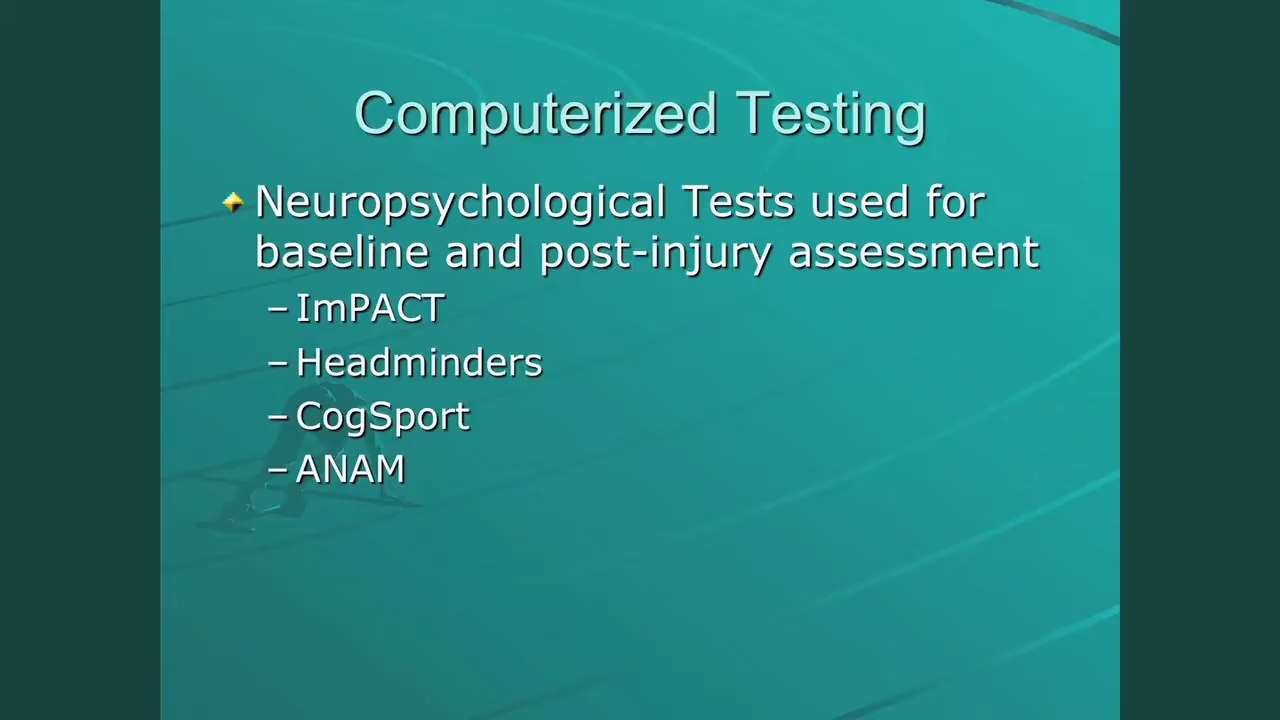 Computerized Testing
Neuropsychological Tests used for
baseline and post-injury assessment
– ImPACT
– Headminders
– CogSport
– ANAM